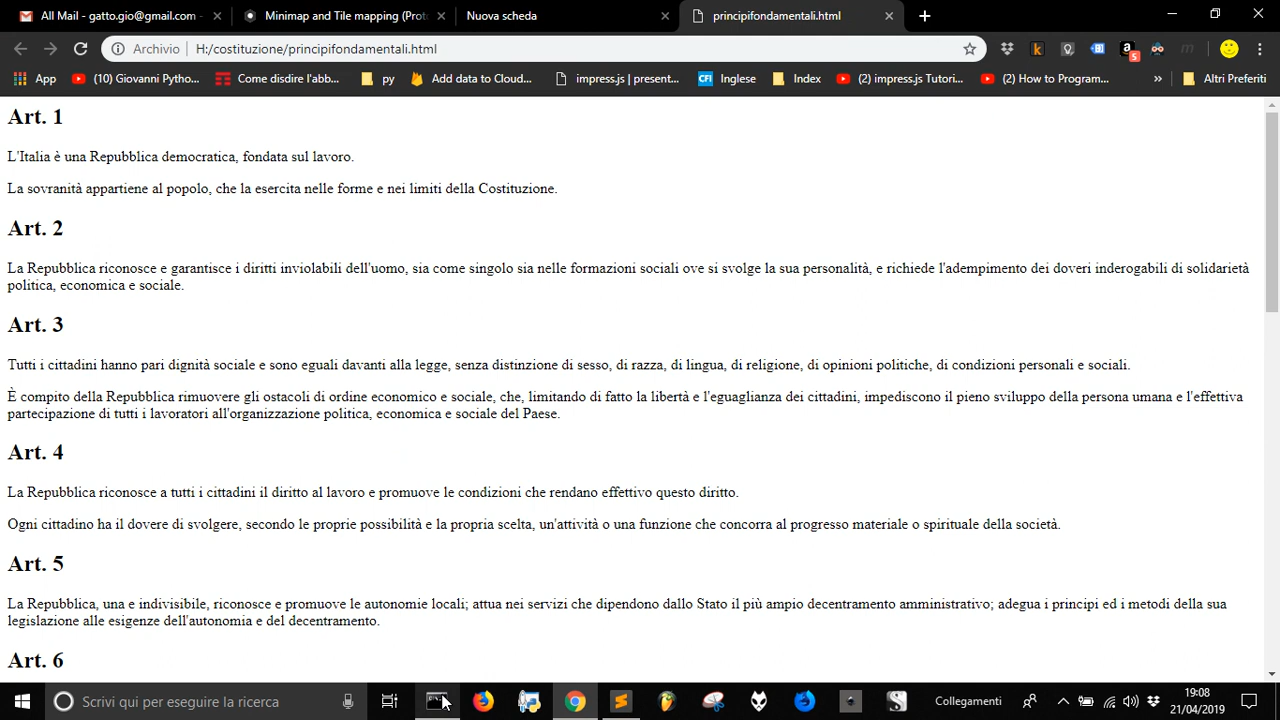 All Mail - gatto.gio@gmail.com -
Minimap and Tile mapping (Prot
Nuova scheda
principifondamentali.html
Archivio
H:/costituzione/principifondamentali.html
App
(10) Giovanni Pytho...
Come disdire l'abb...
py
Add data to Cloud...
impress.js | present...
CFI
Inglese
Index
(2) impress.js Tutori...
(2) How to Program...
»
Altri Preferiti
Art. 1
L'Italia è una Repubblica democratica, fondata sul lavoro.
La sovranità appartiene al popolo, che la esercita nelle forme e nei limiti della Costituzione.
Art. 2
La Repubblica riconosce e garantisce i diritti inviolabili dell'uomo, sia come singolo sia nelle formazioni sociali ove si svolge la sua personalità, e richiede l'adempimento dei doveri inderogabili di solidarietà
politica, economica e sociale.
Art. 3
Tutti i cittadini hanno pari dignità sociale e sono eguali davanti alla legge, senza distinzione di sesso, di razza, di lingua, di religione, di opinioni politiche, di condizioni personali e sociali.
È compito della Repubblica rimuovere gli ostacoli di ordine economico e sociale, che, limitando di fatto la libertà e l'eguaglianza dei cittadini, impediscono il pieno sviluppo della persona umana e l'effettiva
partecipazione di tutti i lavoratori all'organizzazione politica, economica e sociale del Paese.
Art. 4
La Repubblica riconosce a tutti i cittadini il diritto al lavoro e promuove le condizioni che rendano effettivo questo diritto.
Ogni cittadino ha il dovere di svolgere, secondo le proprie possibilità e la propria scelta, un'attività o una funzione che concorra al progresso materiale o spirituale della società.
Art. 5
La Repubblica, una e indivisibile, riconosce e promuove le autonomie locali; attua nei servizi che dipendono dallo Stato il più ampio decentramento amministrativo; adegua i principi ed i metodi della sua
legislazione alle esigenze dell'autonomia e del decentramento.
Art. 6
Scrivi qui per eseguire la ricerca
Collegamenti
19:08
21/04/2019